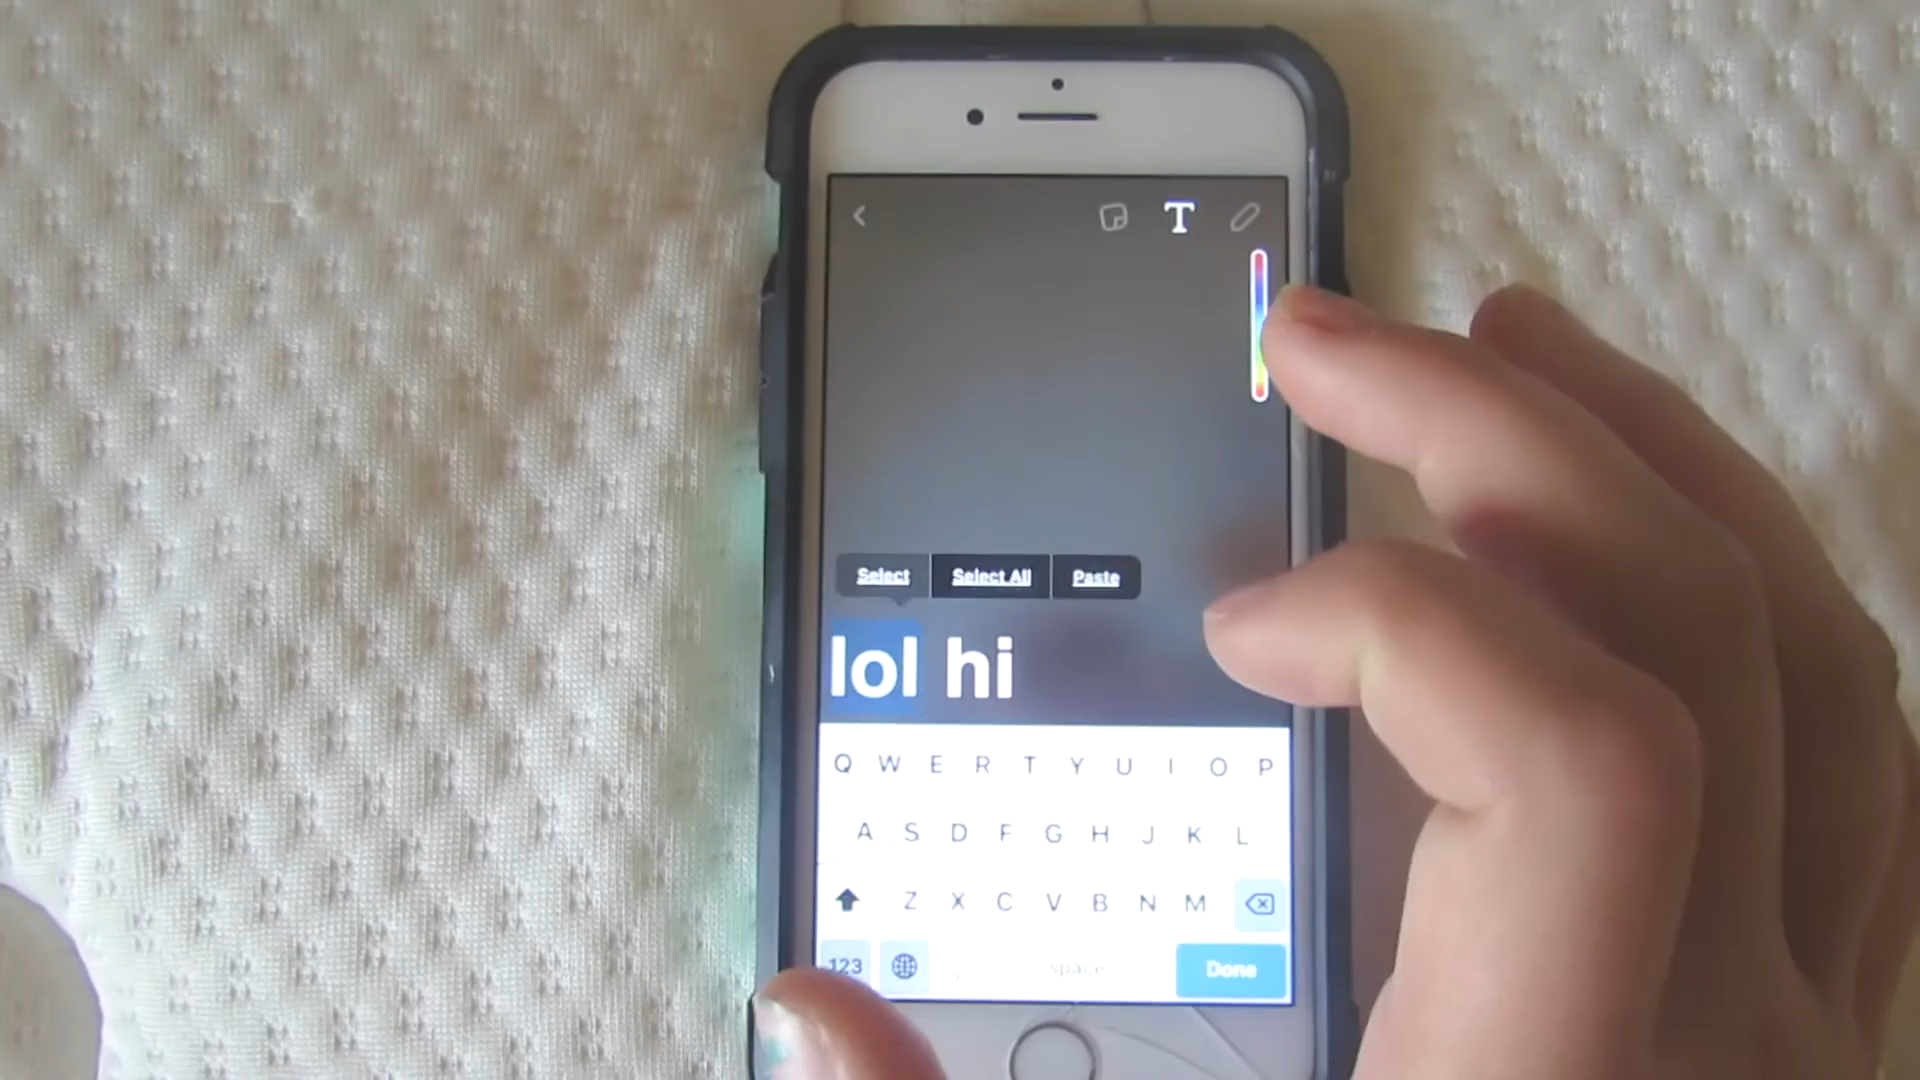 T
Select Select All Paste
lol hi
Q W E R T Y U I O P
A S D F G H J K L
Z X C V B N M
123 space Done